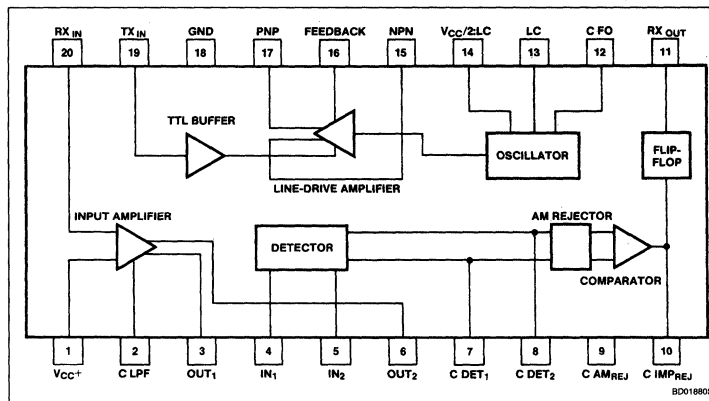 RX IN TX IN GND PNP FEEDBACK NPN VCC/2:LC LC C FO RX OUT
20 19 18 17 16 15 14 13 12 11
TTL BUFFER
OSCILLATOR
FLIP-
FLOP
LINE-DRIVE AMPLIFIER
INPUT AMPLIFIER
AM REJECTOR
DETECTOR
COMPARATOR
1 2 3 4 5 6 7 8 9 10
VCC+ C LPF OUT1 IN1 IN2 OUT2 C DET1 C DET2 C AMREJ C IMPREJ